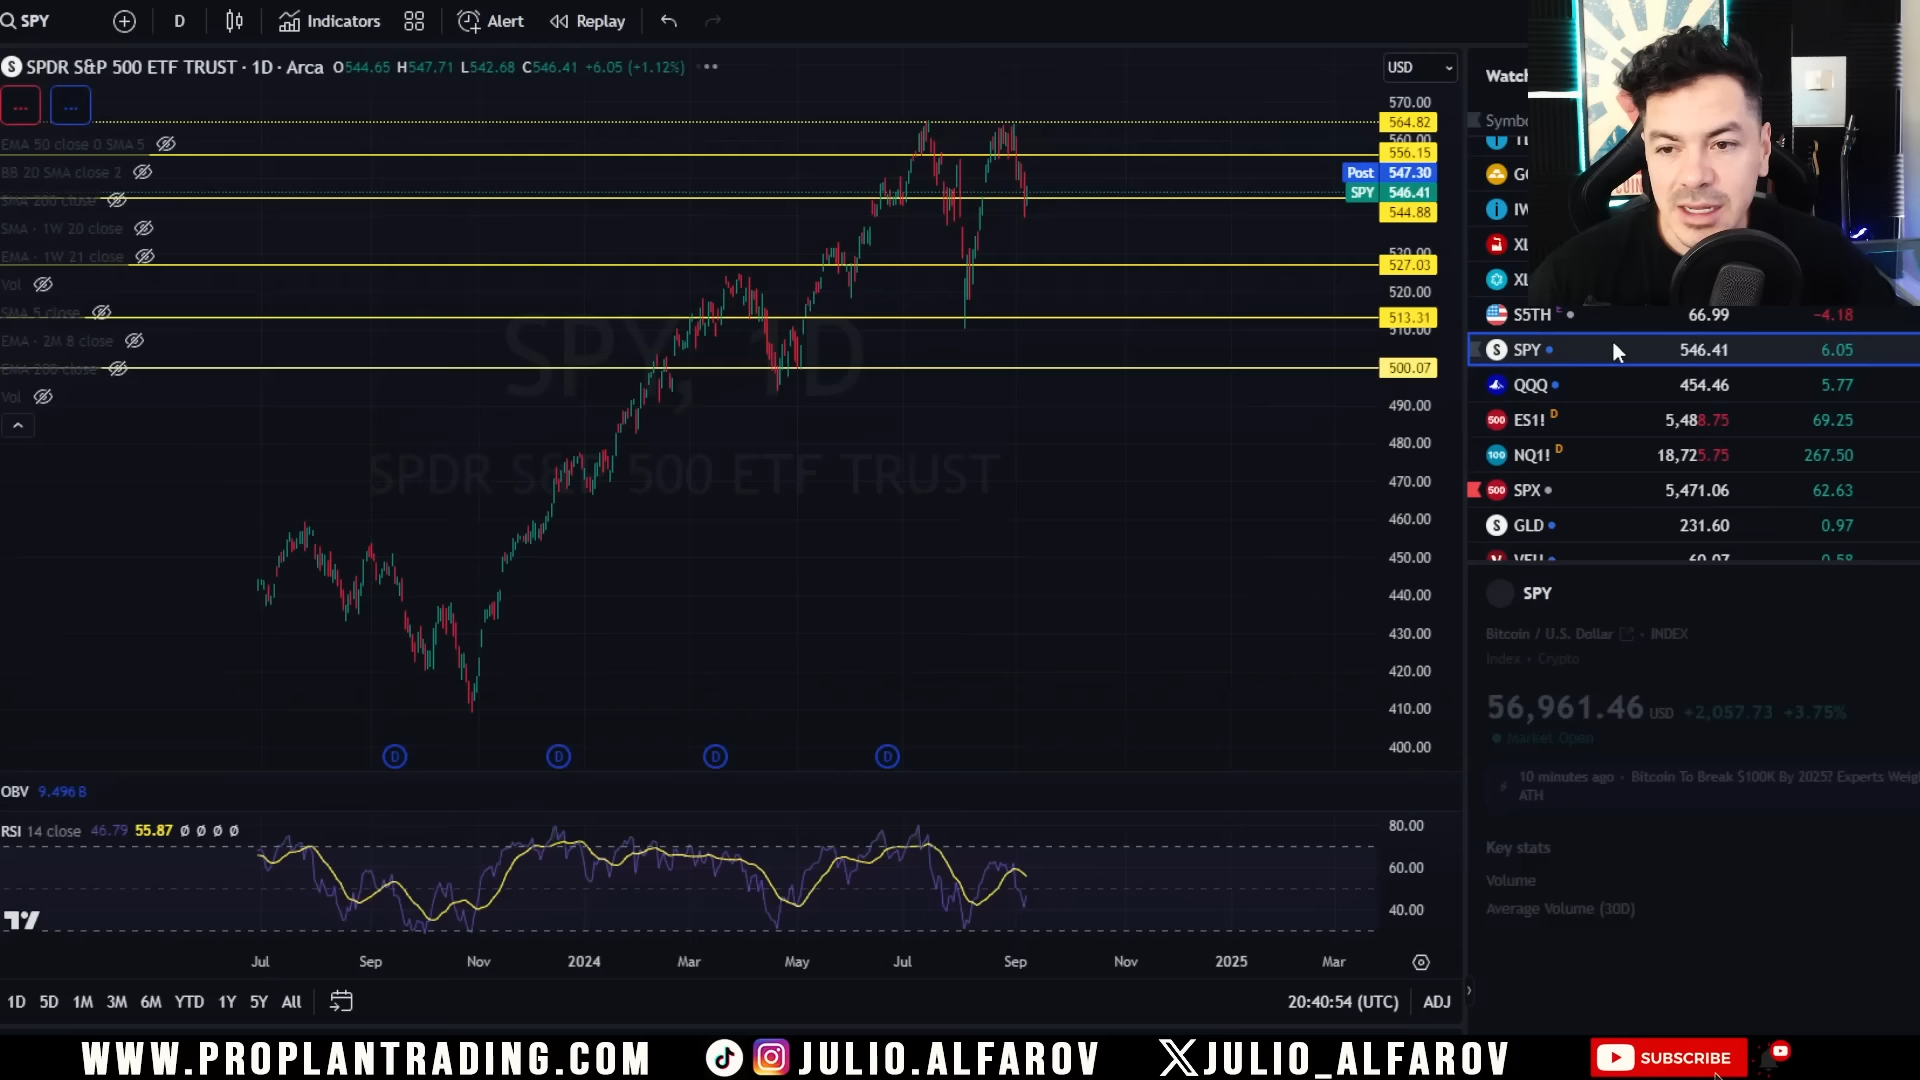 SPY
D
Indicators
Alert
Replay
SPDR S&P 500 ETF TRUST · 1D · Arca O544.65 H547.71 L542.68 C546.41 +6.05 (+1.12%)
USD
EMA 50 close 0 SMA 5
BB 20 SMA close 2
SMA 200 close
SMA · 1W 20 close
EMA · 1W 21 close
Vol
SMA 5 close
EMA · 2M 8 close
EMA 200 close
Vol
SPY, 1D
SPDR S&P 500 ETF TRUST
570.00
564.82
560.00
556.15
Post 547.30
SPY 546.41
544.88
530.00
527.03
520.00
513.31
510.00
500.07
490.00
480.00
470.00
460.00
450.00
440.00
430.00
420.00
410.00
400.00
D D D D
OBV 9.496B
RSI 14 close 46.79 55.87 Ø Ø Ø Ø
80.00
60.00
40.00
Jul Sep Nov 2024 Mar May Jul Sep Nov 2025 Mar
1D 5D 1M 3M 6M YTD 1Y 5Y All
20:40:54 (UTC) ADJ
S5TH E 66.99 −4.18
SPY 546.41 6.05
QQQ 454.46 5.77
ES1! D 5,488.75 69.25
NQ1! D 18,725.75 267.50
SPX 5,471.06 62.63
GLD 231.60 0.97
SPY
Bitcoin / U.S. Dollar · INDEX
Index · Crypto
56,961.46 USD +2,057.73 +3.75%
Market Open
10 minutes ago · Bitcoin To Break $100K By 2025? Experts Weigh
ATH
Key stats
Volume
Average Volume (30D)
WWW.PROPLANTRADING.COM
JULIO.ALFAROV
JULIO_ALFAROV
SUBSCRIBE